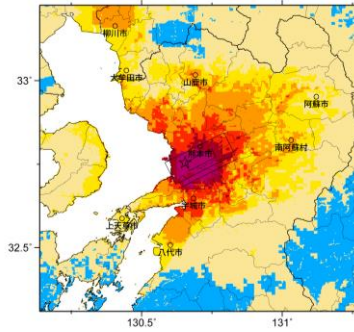 柳川市
33
大牟田市
山鹿市
阿蘇市
熊本市
南阿蘇村
宇城市
上天草市
32.5
八代市
130.5
131